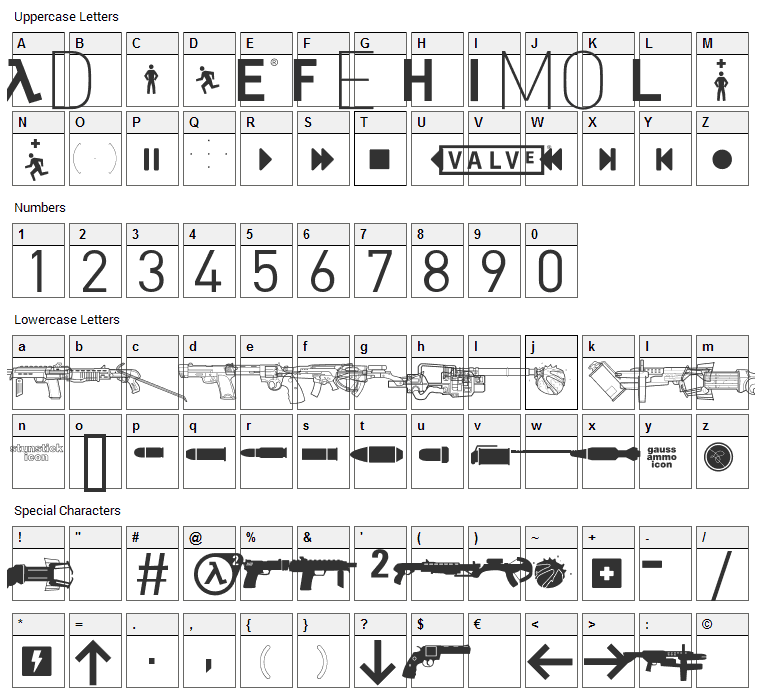 Uppercase Letters
A B C D E F G H I J K L M
λ D E® F E H I M O L
N O P Q R S T U V W X Y Z
VALVE®
Numbers
1 2 3 4 5 6 7 8 9 0
1 2 3 4 5 6 7 8 9 0
Lowercase Letters
a b c d e f g h I j k l m
n o p q r s t u v w x y z
stunstick
icon
gauss
ammo
icon
Special Characters
! " # @ % & ' ( ) ~ + - /
# λ2 2 + - /
* = . , { } ? $ € < > : ©
. , ( )